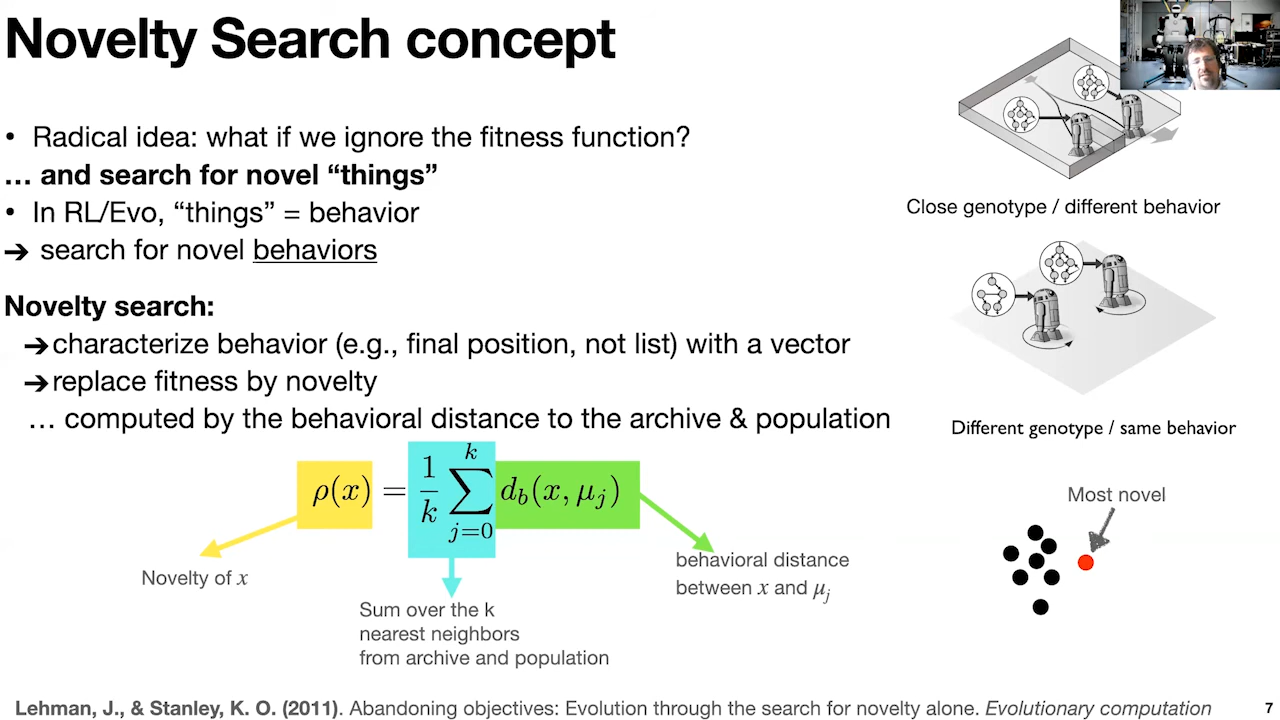 Novelty Search concept
• Radical idea: what if we ignore the fitness function?
… and search for novel “things”
• In RL/Evo, “things” = behavior
➔ search for novel behaviors
Novelty search:
➔characterize behavior (e.g., final position, not list) with a vector
➔replace fitness by novelty
… computed by the behavioral distance to the archive & population
ρ(x) = 1/k ∑_{j=0}^{k} d_b(x, μ_j)
Novelty of x
Sum over the k
nearest neighbors
from archive and population
behavioral distance
between x and μ_j
Close genotype / different behavior
Different genotype / same behavior
Most novel
Lehman, J., & Stanley, K. O. (2011). Abandoning objectives: Evolution through the search for novelty alone. Evolutionary computation
7